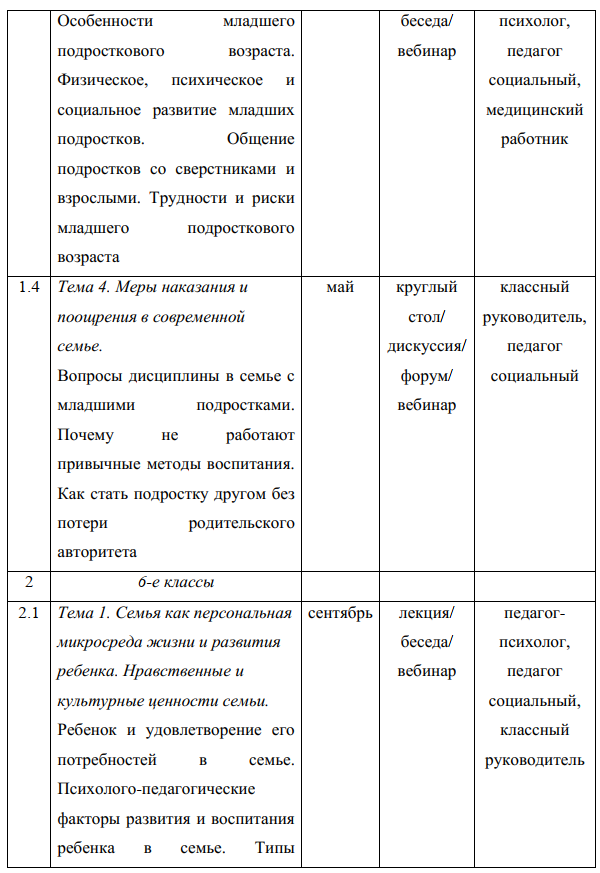 Особенности младшего
подросткового возраста.
Физическое, психическое и
социальное развитие младших
подростков. Общение
подростков со сверстниками и
взрослыми. Трудности и риски
младшего подросткового
возраста
беседа/
вебинар
психолог,
педагог
социальный,
медицинский
работник
1.4
Тема 4. Меры наказания и
поощрения в современной
семье.
Вопросы дисциплины в семье с
младшими подростками.
Почему не работают
привычные методы воспитания.
Как стать подростку другом без
потери родительского
авторитета
май
круглый
стол/
дискуссия/
форум/
вебинар
классный
руководитель,
педагог
социальный
2
6-е классы
2.1
Тема 1. Семья как персональная
микросреда жизни и развития
ребенка. Нравственные и
культурные ценности семьи.
Ребенок и удовлетворение его
потребностей в семье.
Психолого-педагогические
факторы развития и воспитания
ребенка в семье. Типы
сентябрь
лекция/
беседа/
вебинар
педагог-
психолог,
педагог
социальный,
классный
руководитель